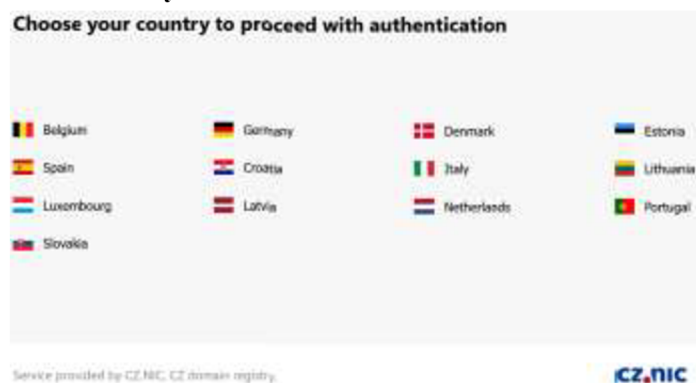 Choose your country to proceed with authentication
Belgium Germany Denmark Estonia
Spain Croatia Italy Lithuania
Luxembourg Latvia Netherlands Portugal
Slovakia
Service provided by CZ.NIC, CZ domain registry.
CZ.NIC